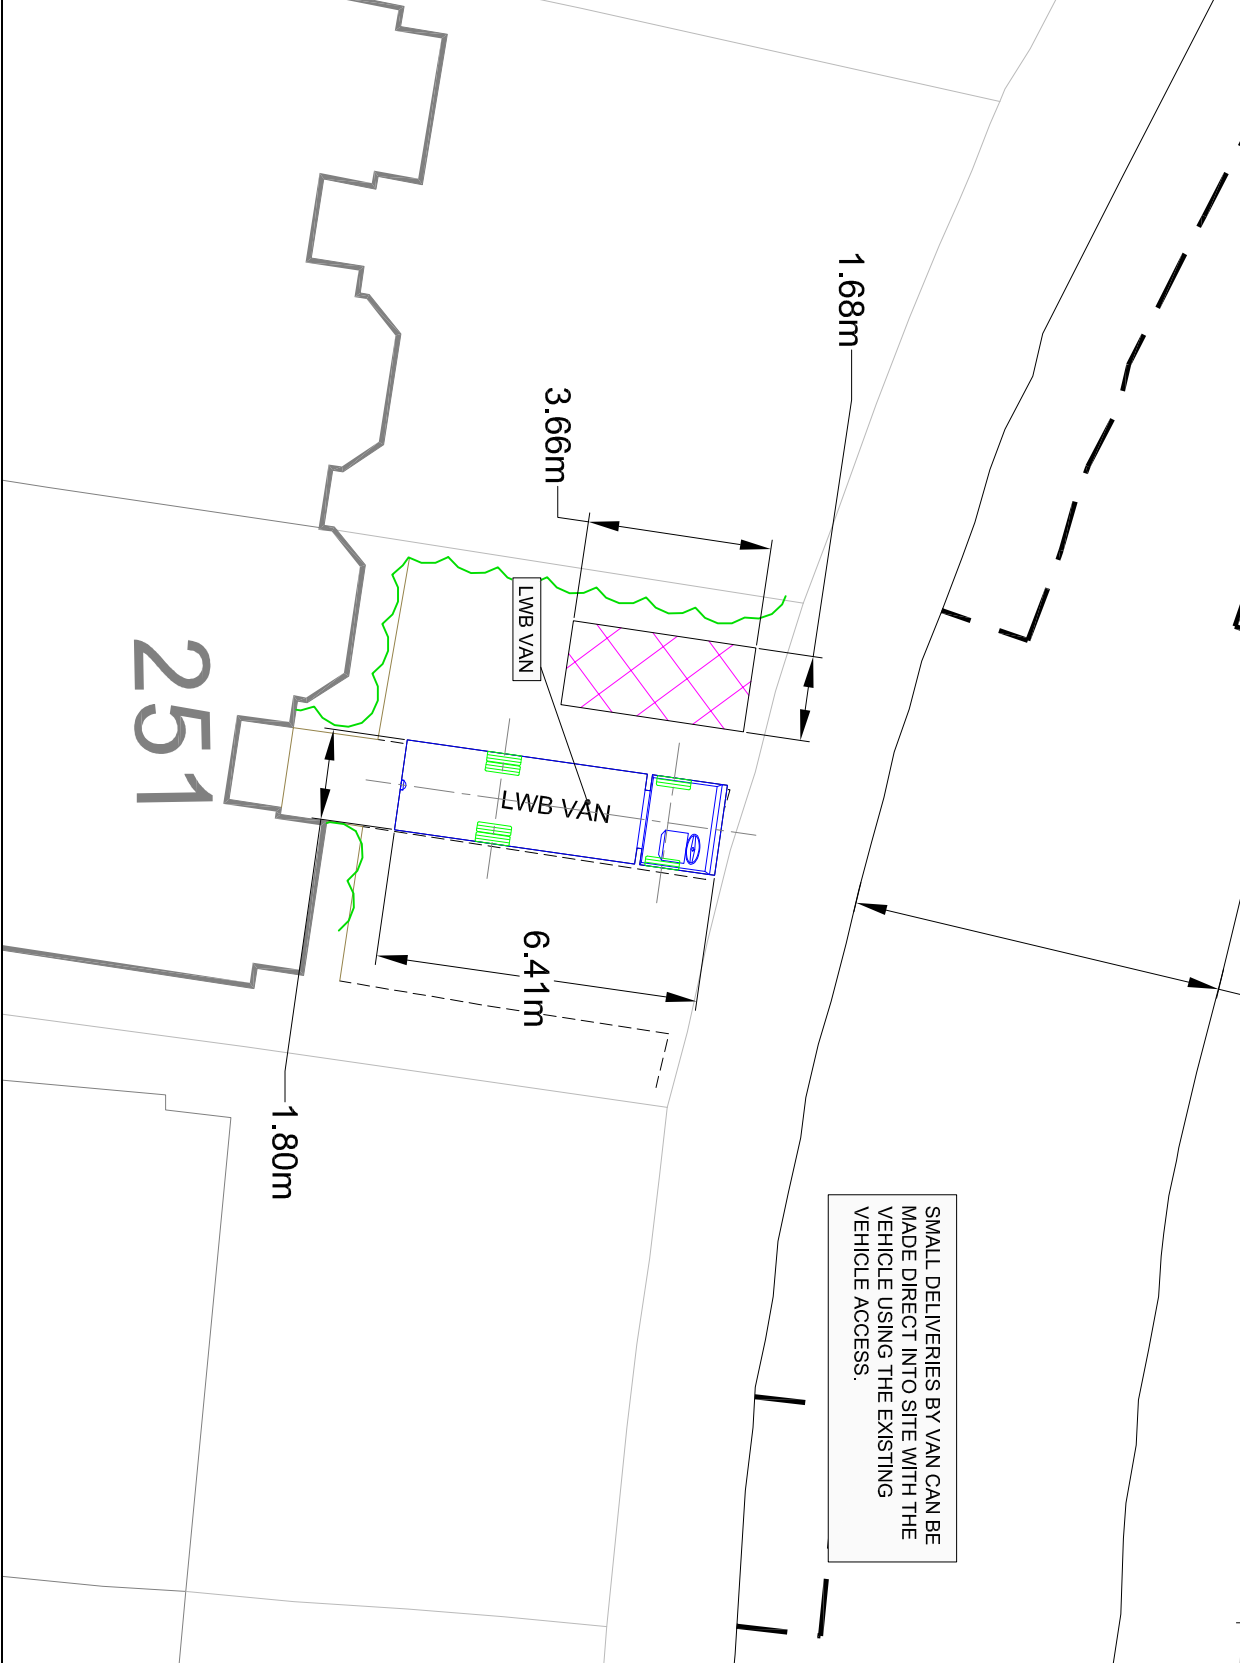 SMALL DELIVERIES BY VAN CAN BE
MADE DIRECT INTO SITE WITH THE
VEHICLE USING THE EXISTING
VEHICLE ACCESS.
1.68m
3.66m
LWB VAN
LWB VAN
6.41m
1.80m
251